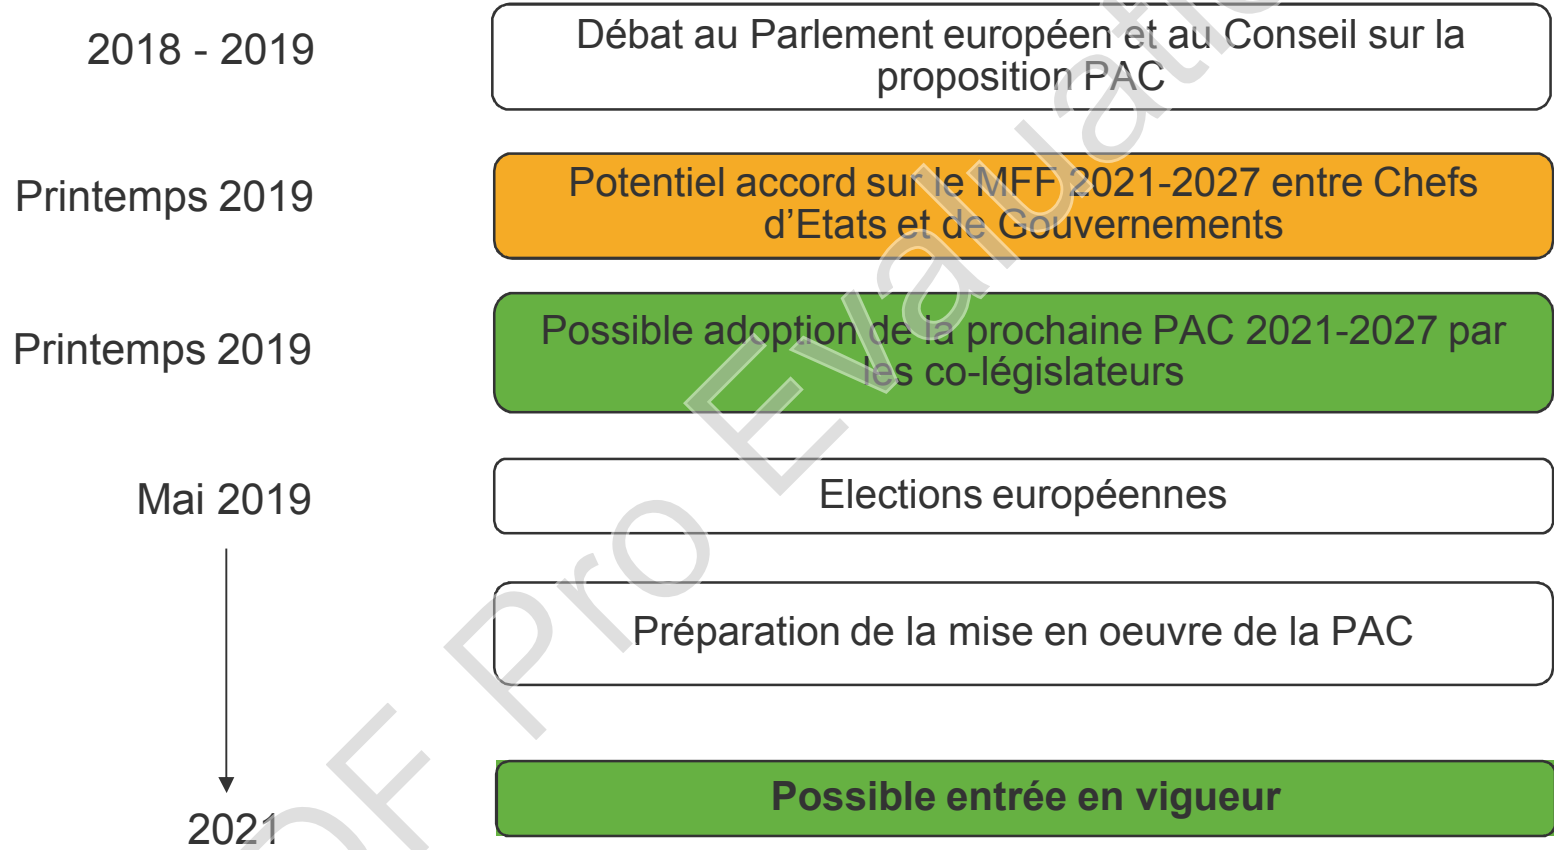 2018 - 2019
Débat au Parlement européen et au Conseil sur la
proposition PAC
Printemps 2019
Potentiel accord sur le MFF 2021-2027 entre Chefs
d'Etats et de Gouvernements
Printemps 2019
Possible adoption de la prochaine PAC 2021-2027 par
les co-législateurs
Mai 2019
Elections européennes
Préparation de la mise en oeuvre de la PAC
2021
Possible entrée en vigueur
Pro